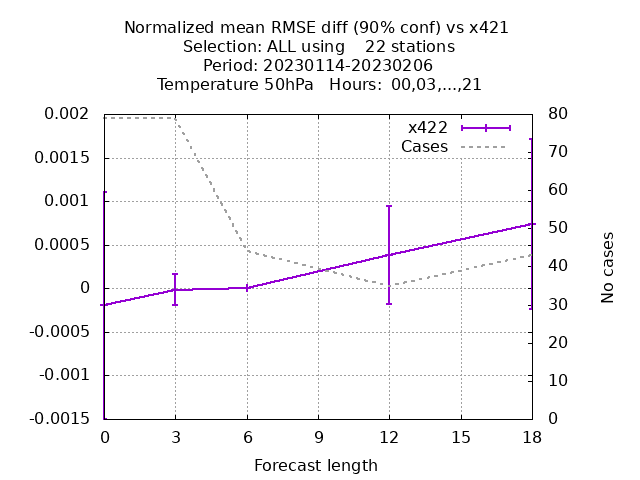 Normalized mean RMSE diff (90% conf) vs x421
Selection: ALL using    22 stations
Period: 20230114-20230206
Temperature 50hPa   Hours:  00,03,...,21
x422
Cases
0.002
0.0015
0.001
0.0005
0
-0.0005
-0.001
-0.0015
80
70
60
50
40
30
20
10
0
No cases
0 3 6 9 12 15 18
Forecast length